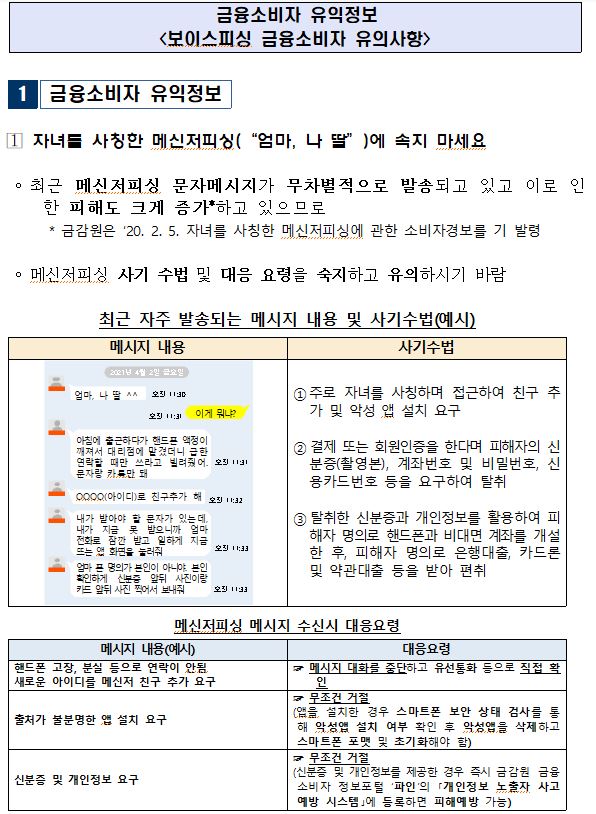 금융소비자 유익정보
<보이스피싱 금융소비자 유의사항>
1 금융소비자 유익정보
1 자녀를 사칭한 메신저피싱( “엄마, 나 딸” )에 속지 마세요
◦ 최근 메신저피싱 문자메시지가 무차별적으로 발송되고 있고 이로 인
한 피해도 크게 증가*하고 있으므로
* 금감원은 ‘20. 2. 5. 자녀를 사칭한 메신저피싱에 관한 소비자경보를 기 발령
◦ 메신저피싱 사기 수법 및 대응 요령을 숙지하고 유의하시기 바람
최근 자주 발송되는 메시지 내용 및 사기수법(예시)
메시지 내용
2021년 4월 2일 금요일
엄마, 나 딸 ^^ 오전 11:30
오전 11:31 이게 뭐냐?
아침에 출근하다가 핸드폰 액정이
깨져서 대리점에 맡겼더니 급한
연락할 때만 쓰라고 빌려줬어.
문자랑 카톡만 돼 오전 11:31
OOOO(아이디)로 친구추가 해 오전 11:32
내가 받아야 할 문자가 있는데,
내가 지금 못 받으니까 엄마
전화로 잠깐 받고 일하게 지금
또는 앱 화면을 눌러줘 오전 11:33
엄마 폰 명의가 본인이 아니야. 본인
확인하게 신분증 앞뒤 사진이랑
카드 앞뒤 사진 찍어서 보내줘 오전 11:33
사기수법
① 주로 자녀를 사칭하며 접근하여 친구 추
가 및 악성 앱 설치 요구
② 결제 또는 회원인증을 한다며 피해자의 신
분증(촬영본), 계좌번호 및 비밀번호, 신
용카드번호 등을 요구하여 탈취
③ 탈취한 신분증과 개인정보를 활용하여 피
해자 명의로 핸드폰과 비대면 계좌를 개설
한 후, 피해자 명의로 은행대출, 카드론
및 약관대출 등을 받아 편취
메신저피싱 메시지 수신시 대응요령
메시지 내용(예시)
대응요령
핸드폰 고장, 분실 등으로 연락이 안됨,
새로운 아이디를 메신저 친구 추가 요구
☞ 메시지 대화를 중단하고 유선통화 등으로 직접 확
인
출처가 불분명한 앱 설치 요구
☞ 무조건 거절
(앱을 설치한 경우 스마트폰 보안 상태 검사를 통
해 악성앱 설치 여부 확인 후 악성앱을 삭제하고
스마트폰 포맷 및 초기화해야 함)
신분증 및 개인정보 요구
☞ 무조건 거절
(신분증 및 개인정보를 제공한 경우 즉시 금감원 금융
소비자 정보포털 ‘파인’의 「개인정보 노출자 사고
예방 시스템」에 등록하면 피해예방 가능)